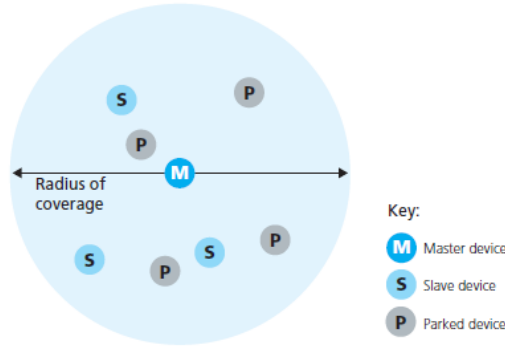 S
P
P
M
Radius of
coverage
S
P
S
P
Key:
M Master device
S Slave device
P Parked device